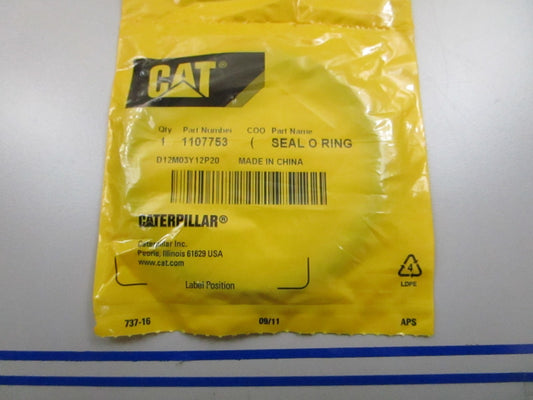 CAT®
Qty Part Number COO Part Name
1 1107753 ( SEAL O RING
D12M03Y12P20 MADE IN CHINA
CATERPILLAR®
Caterpillar Inc.
Peoria, Illinois 61629 USA
www.cat.com
4
LDPE
Label Position
737-16 09/11 APS